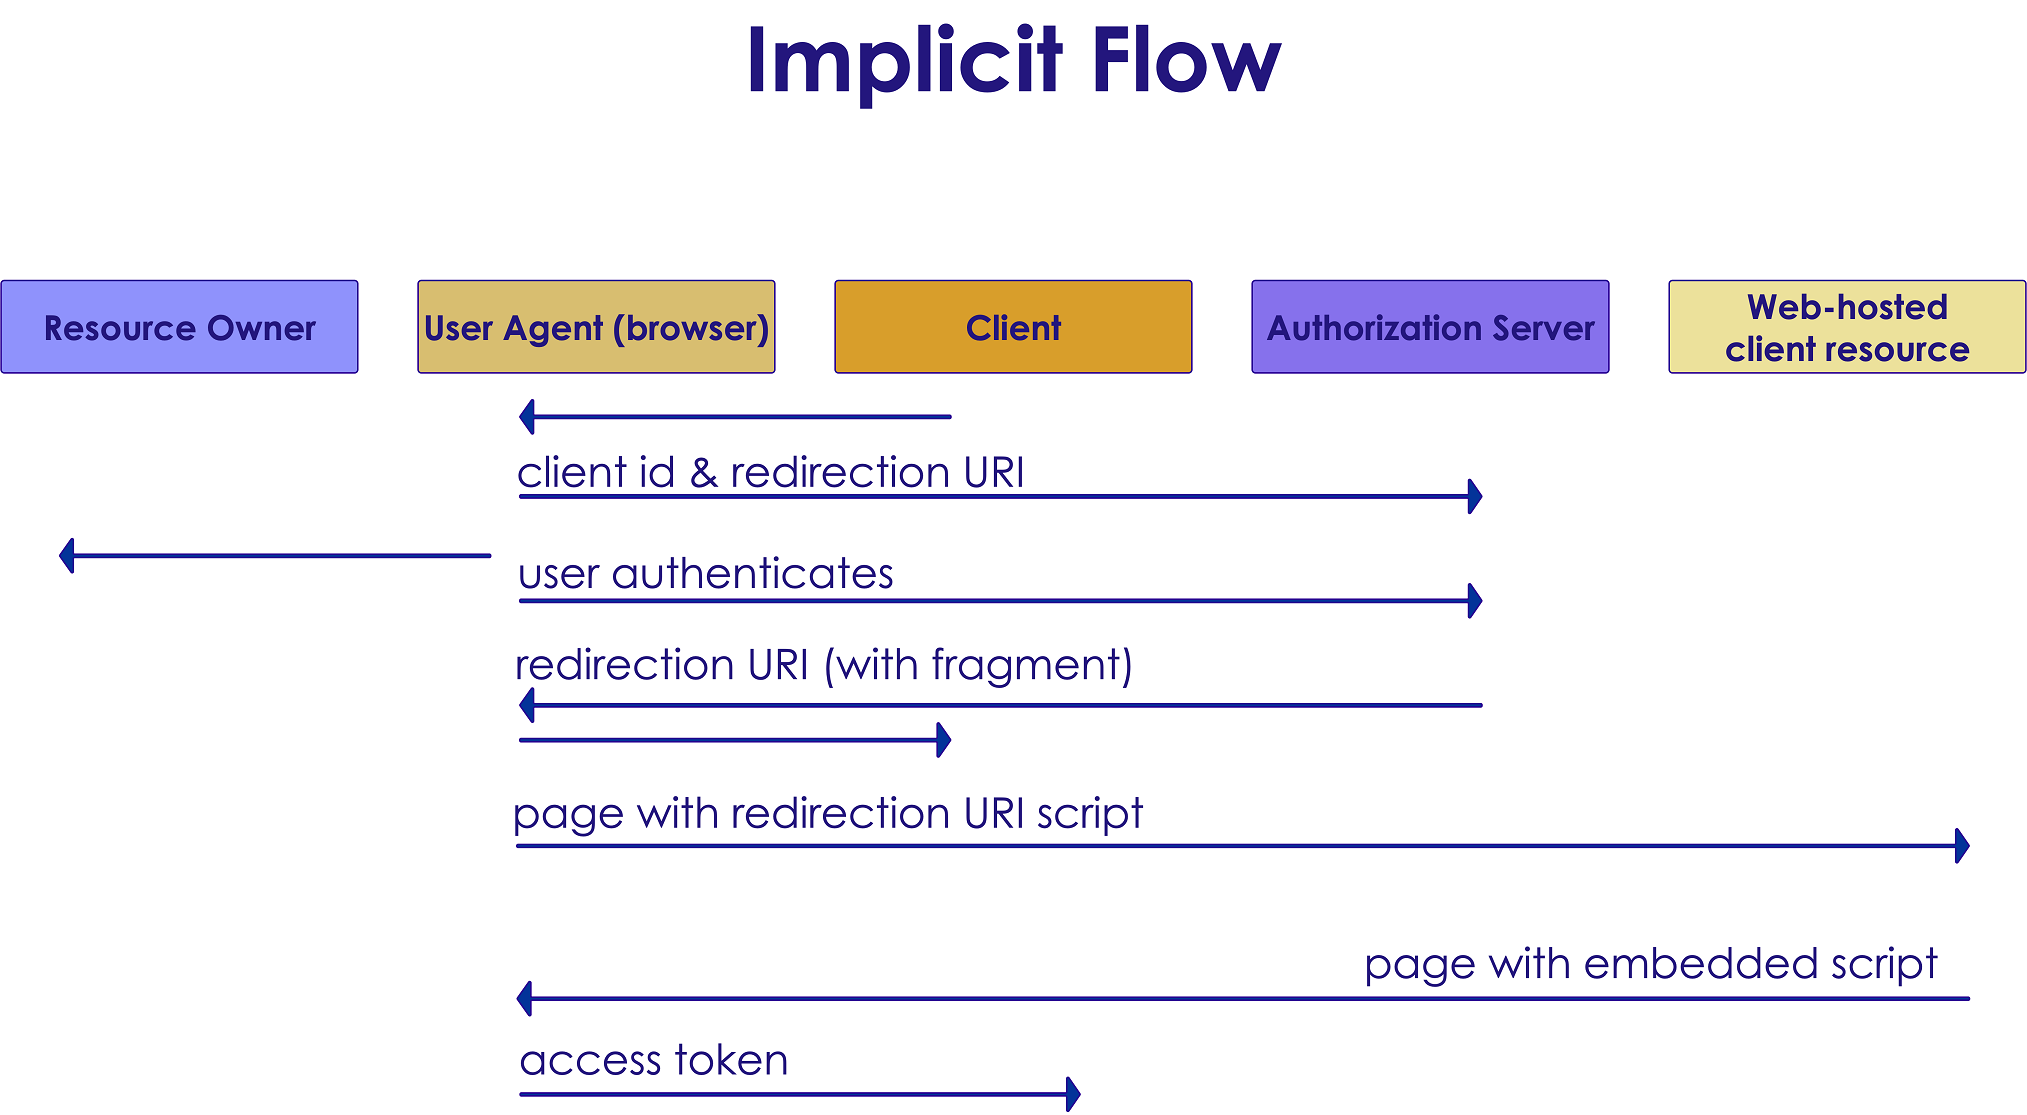 Implicit Flow
Resource Owner
User Agent (browser)
Client
Authorization Server
Web-hosted
client resource
client id & redirection URI
user authenticates
redirection URI (with fragment)
page with redirection URI script
page with embedded script
access token